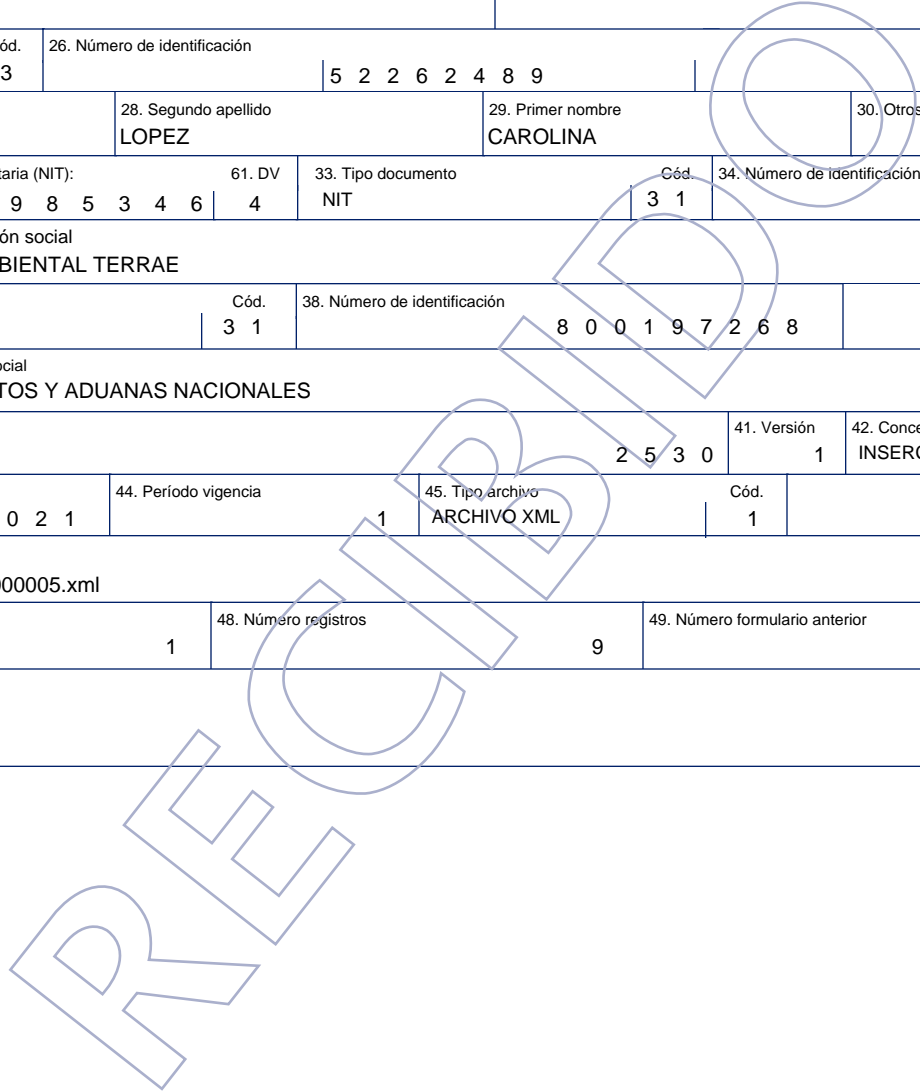 ód. 26. Número de identificación
3 5 2 2 6 2 4 8 9
28. Segundo apellido 29. Primer nombre 30. Otros
LOPEZ CAROLINA
taria (NIT): 61. DV 33. Tipo documento Cód. 34. Número de identificación
9 8 5 3 4 6 4 NIT 3 1
ón social
BIENTAL TERRAE
Cód. 38. Número de identificación
3 1 8 0 0 1 9 7 2 6 8
ocial
TOS Y ADUANAS NACIONALES
41. Versión 42. Conce
2 5 3 0 1 INSERC
44. Período vigencia 45. Tipo archivo Cód.
0 2 1 1 ARCHIVO XML 1
000005.xml
48. Número registros 49. Número formulario anterior
1 9
RECIBIDO